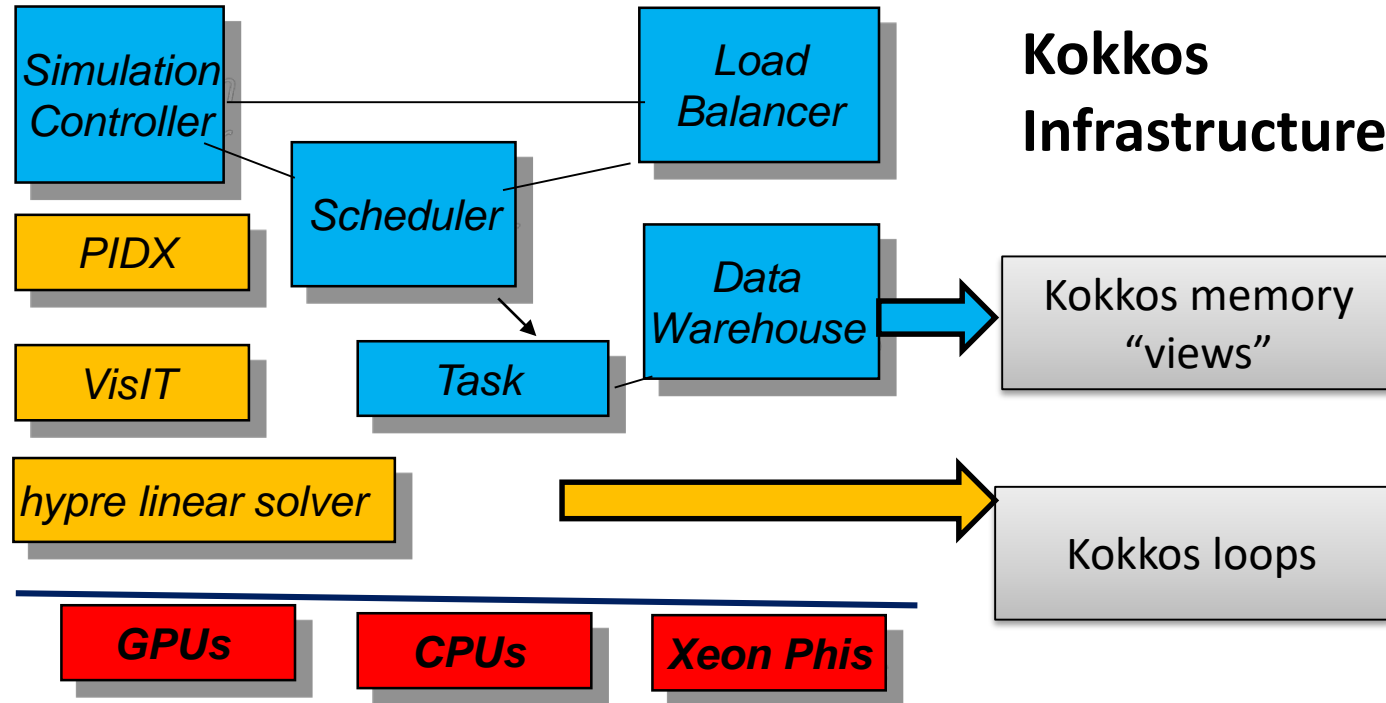 Simulation
Controller
Load
Balancer
Kokkos
Infrastructure
Scheduler
PIDX
Data
Warehouse
Kokkos memory
“views”
VisIT
Task
hypre linear solver
Kokkos loops
GPUs
CPUs
Xeon Phis